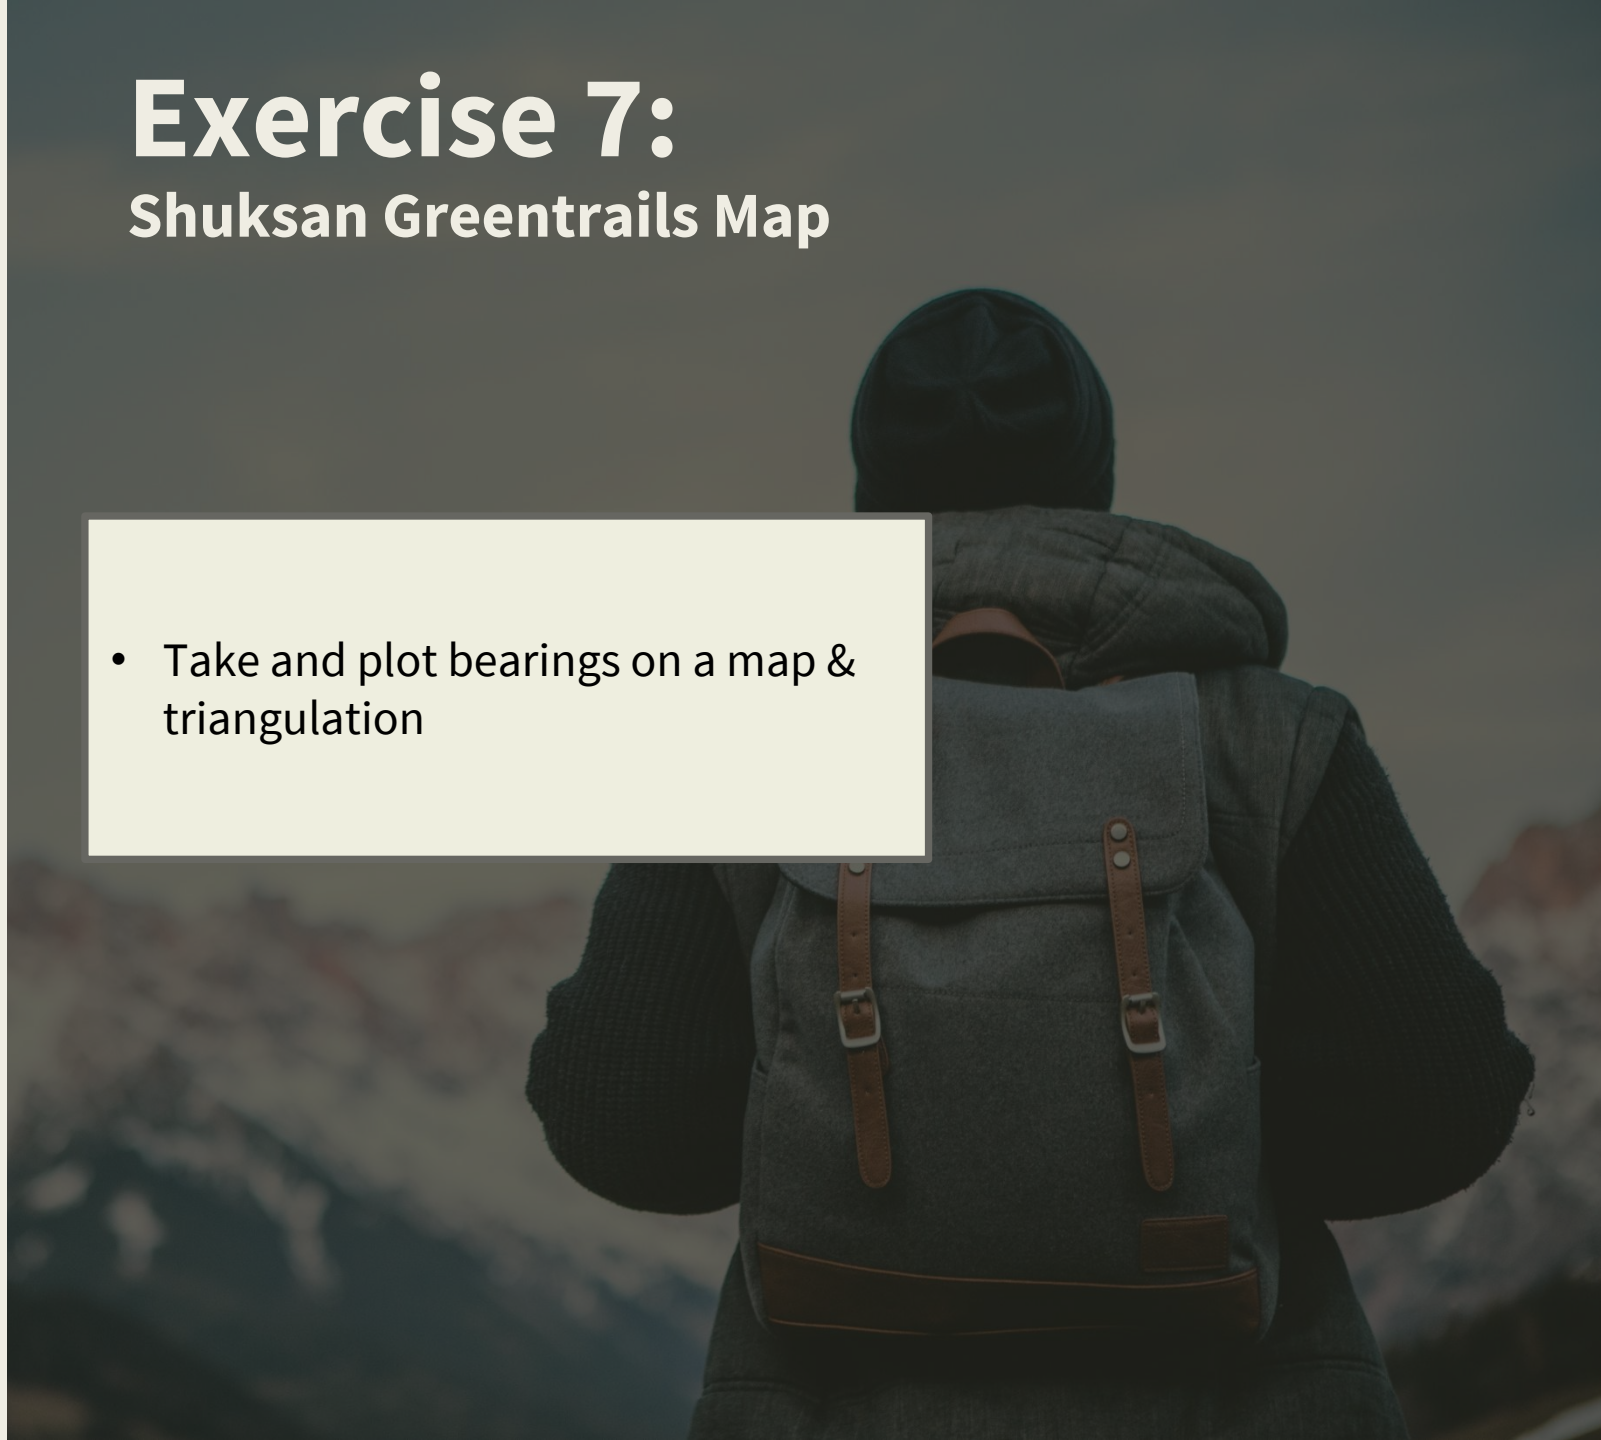 Exercise 7:
Shuksan Greentrails Map
• Take and plot bearings on a map &
triangulation